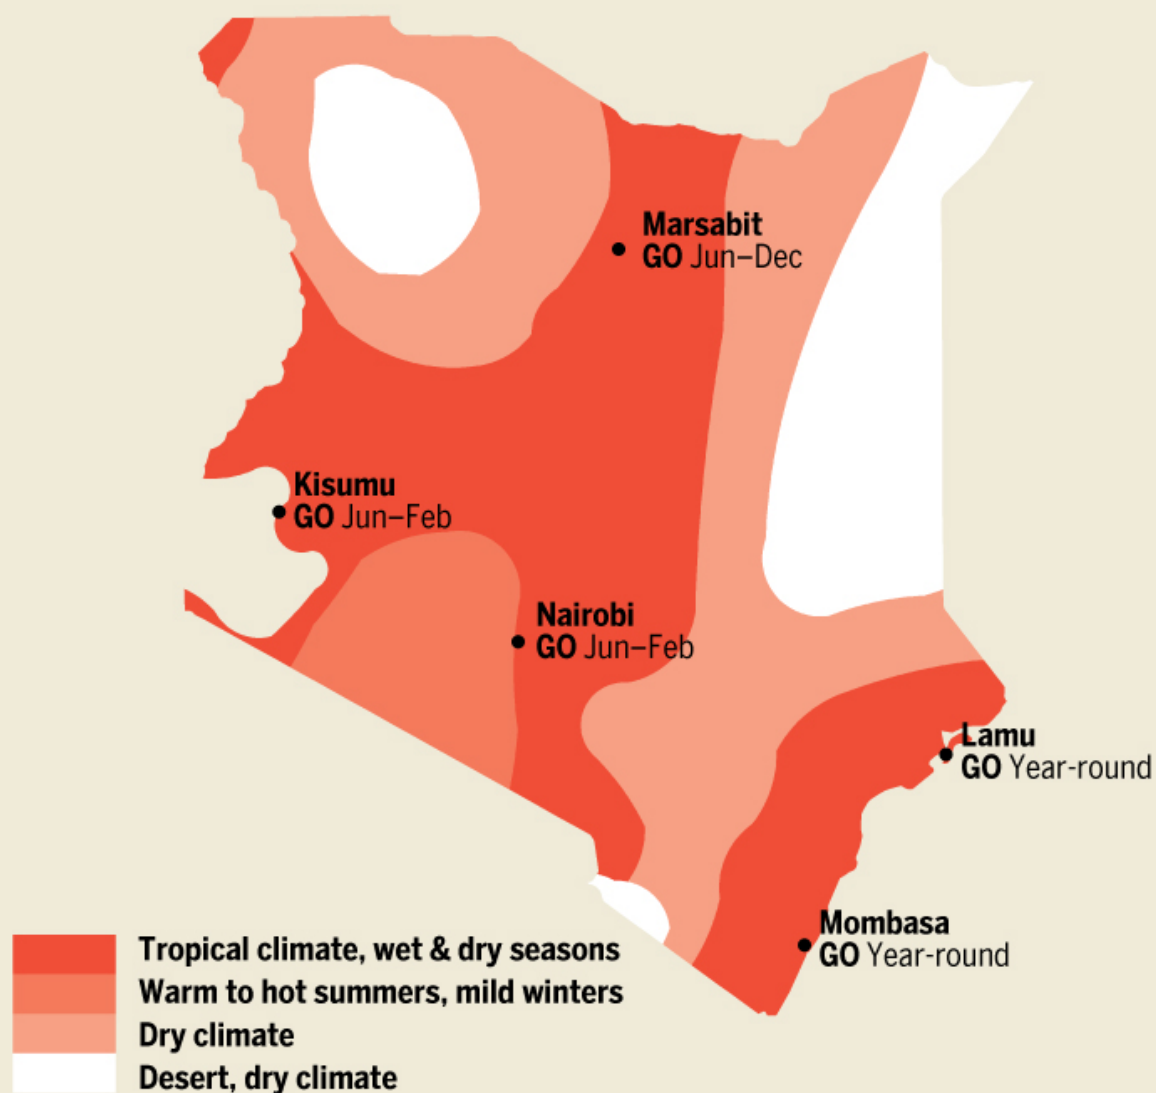 Marsabit
GO Jun–Dec
Kisumu
GO Jun–Feb
Nairobi
GO Jun–Feb
Lamu
GO Year-round
Mombasa
GO Year-round
Tropical climate, wet & dry seasons
Warm to hot summers, mild winters
Dry climate
Desert, dry climate